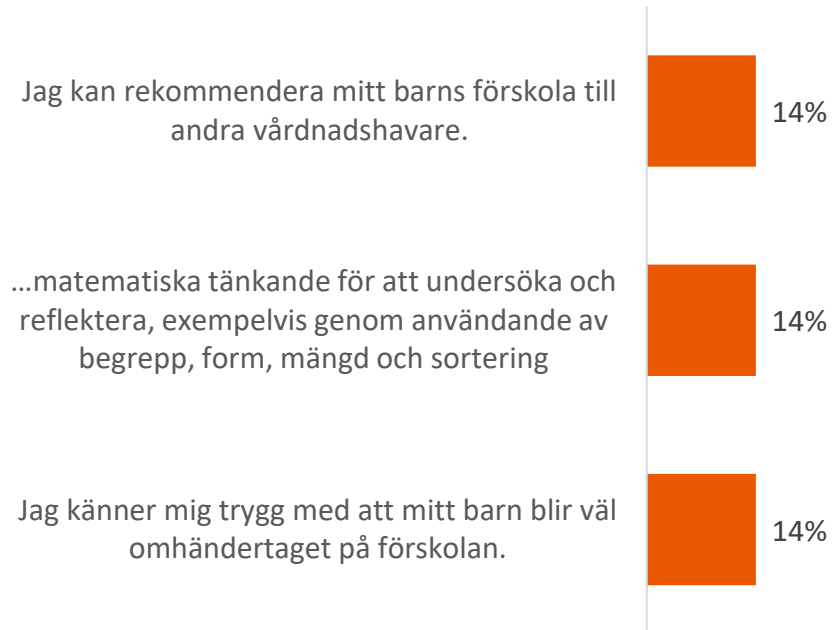 Jag kan rekommendera mitt barns förskola till
andra vårdnadshavare.
14%
...matematiska tänkande för att undersöka och
reflektera, exempelvis genom användande av
begrepp, form, mängd och sortering
14%
Jag känner mig trygg med att mitt barn blir väl
omhändertaget på förskolan.
14%